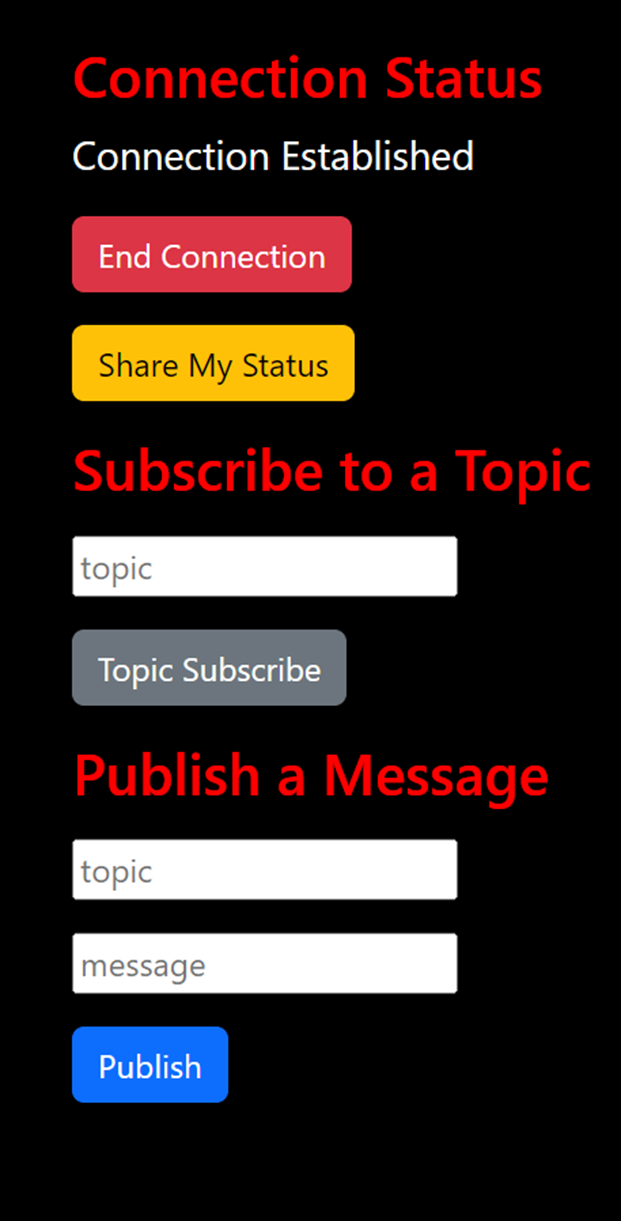 Connection Status
Connection Established
End Connection
Share My Status
Subscribe to a Topic
topic
Topic Subscribe
Publish a Message
topic
message
Publish